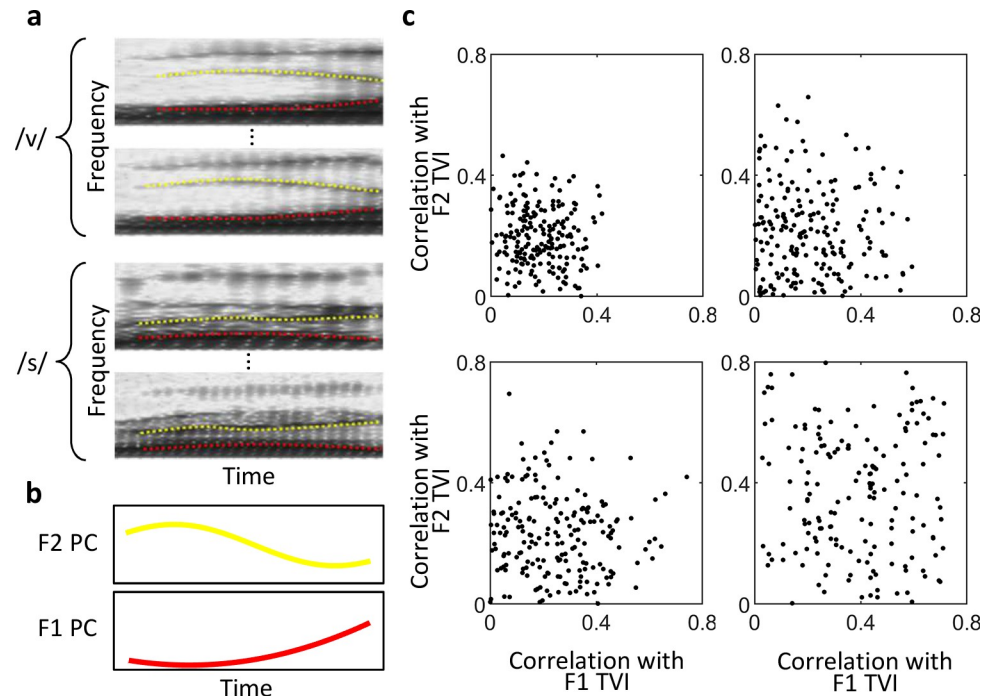 a
/v/
Frequency
/s/
Frequency
Time
b
F2 PC
F1 PC
Time
c
Correlation with
F2 TVI
0.8
0.4
0
0 0.4 0.8
0.8
0.4
0
0 0.4 0.8
Correlation with
F2 TVI
0.8
0.4
0
0 0.4 0.8
Correlation with
F1 TVI
0.8
0.4
0
0 0.4 0.8
Correlation with
F1 TVI